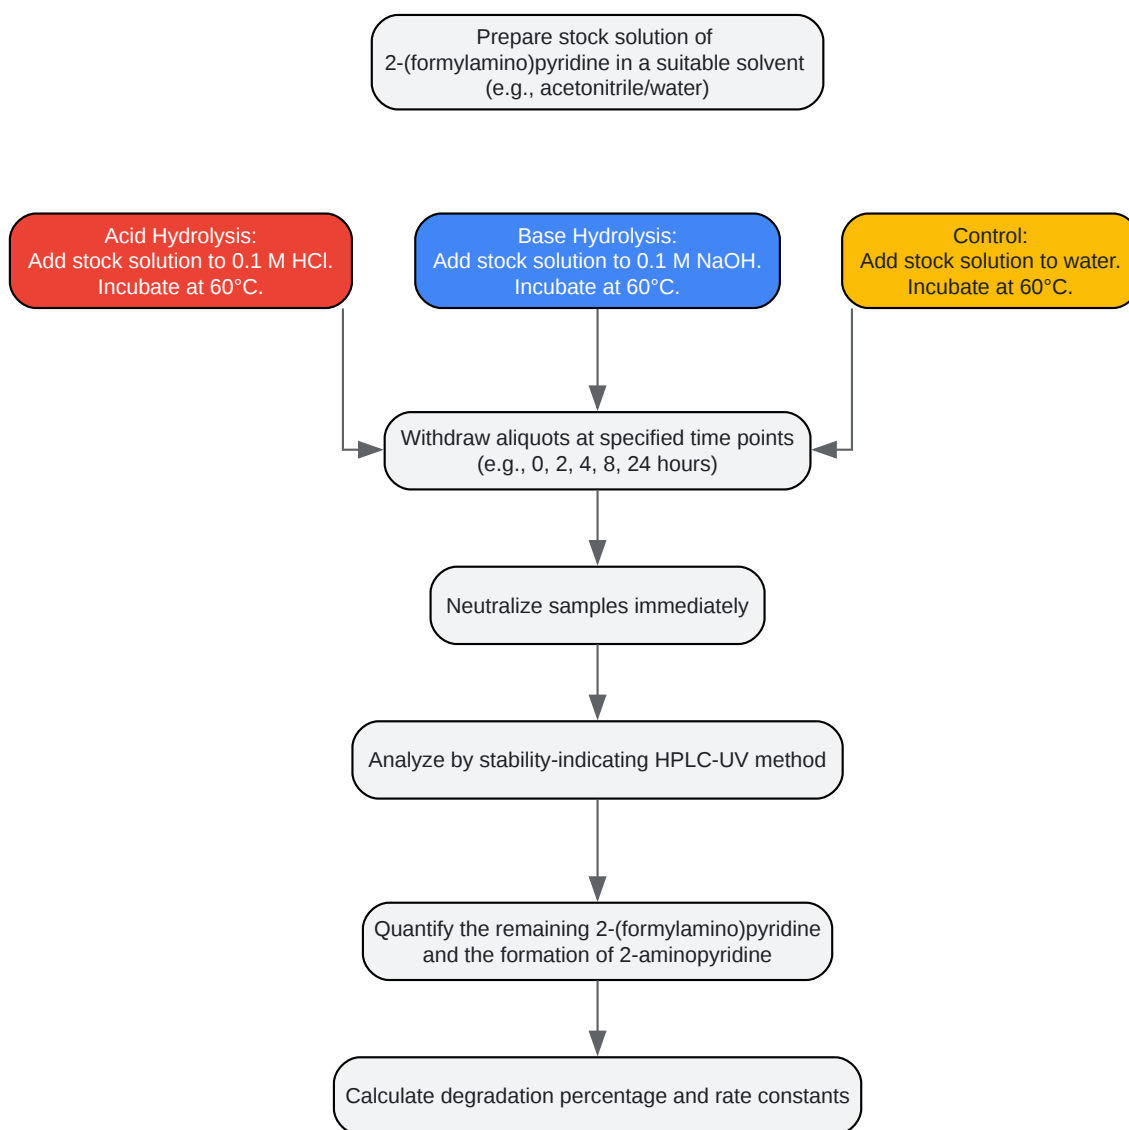 Prepare stock solution of
2-(formylamino)pyridine in a suitable solvent
(e.g., acetonitrile/water)
Acid Hydrolysis:
Add stock solution to 0.1 M HCl.
Incubate at 60°C.
Base Hydrolysis:
Add stock solution to 0.1 M NaOH.
Incubate at 60°C.
Control:
Add stock solution to water.
Incubate at 60°C.
Withdraw aliquots at specified time points
(e.g., 0, 2, 4, 8, 24 hours)
Neutralize samples immediately
Analyze by stability-indicating HPLC-UV method
Quantify the remaining 2-(formylamino)pyridine
and the formation of 2-aminopyridine
Calculate degradation percentage and rate constants